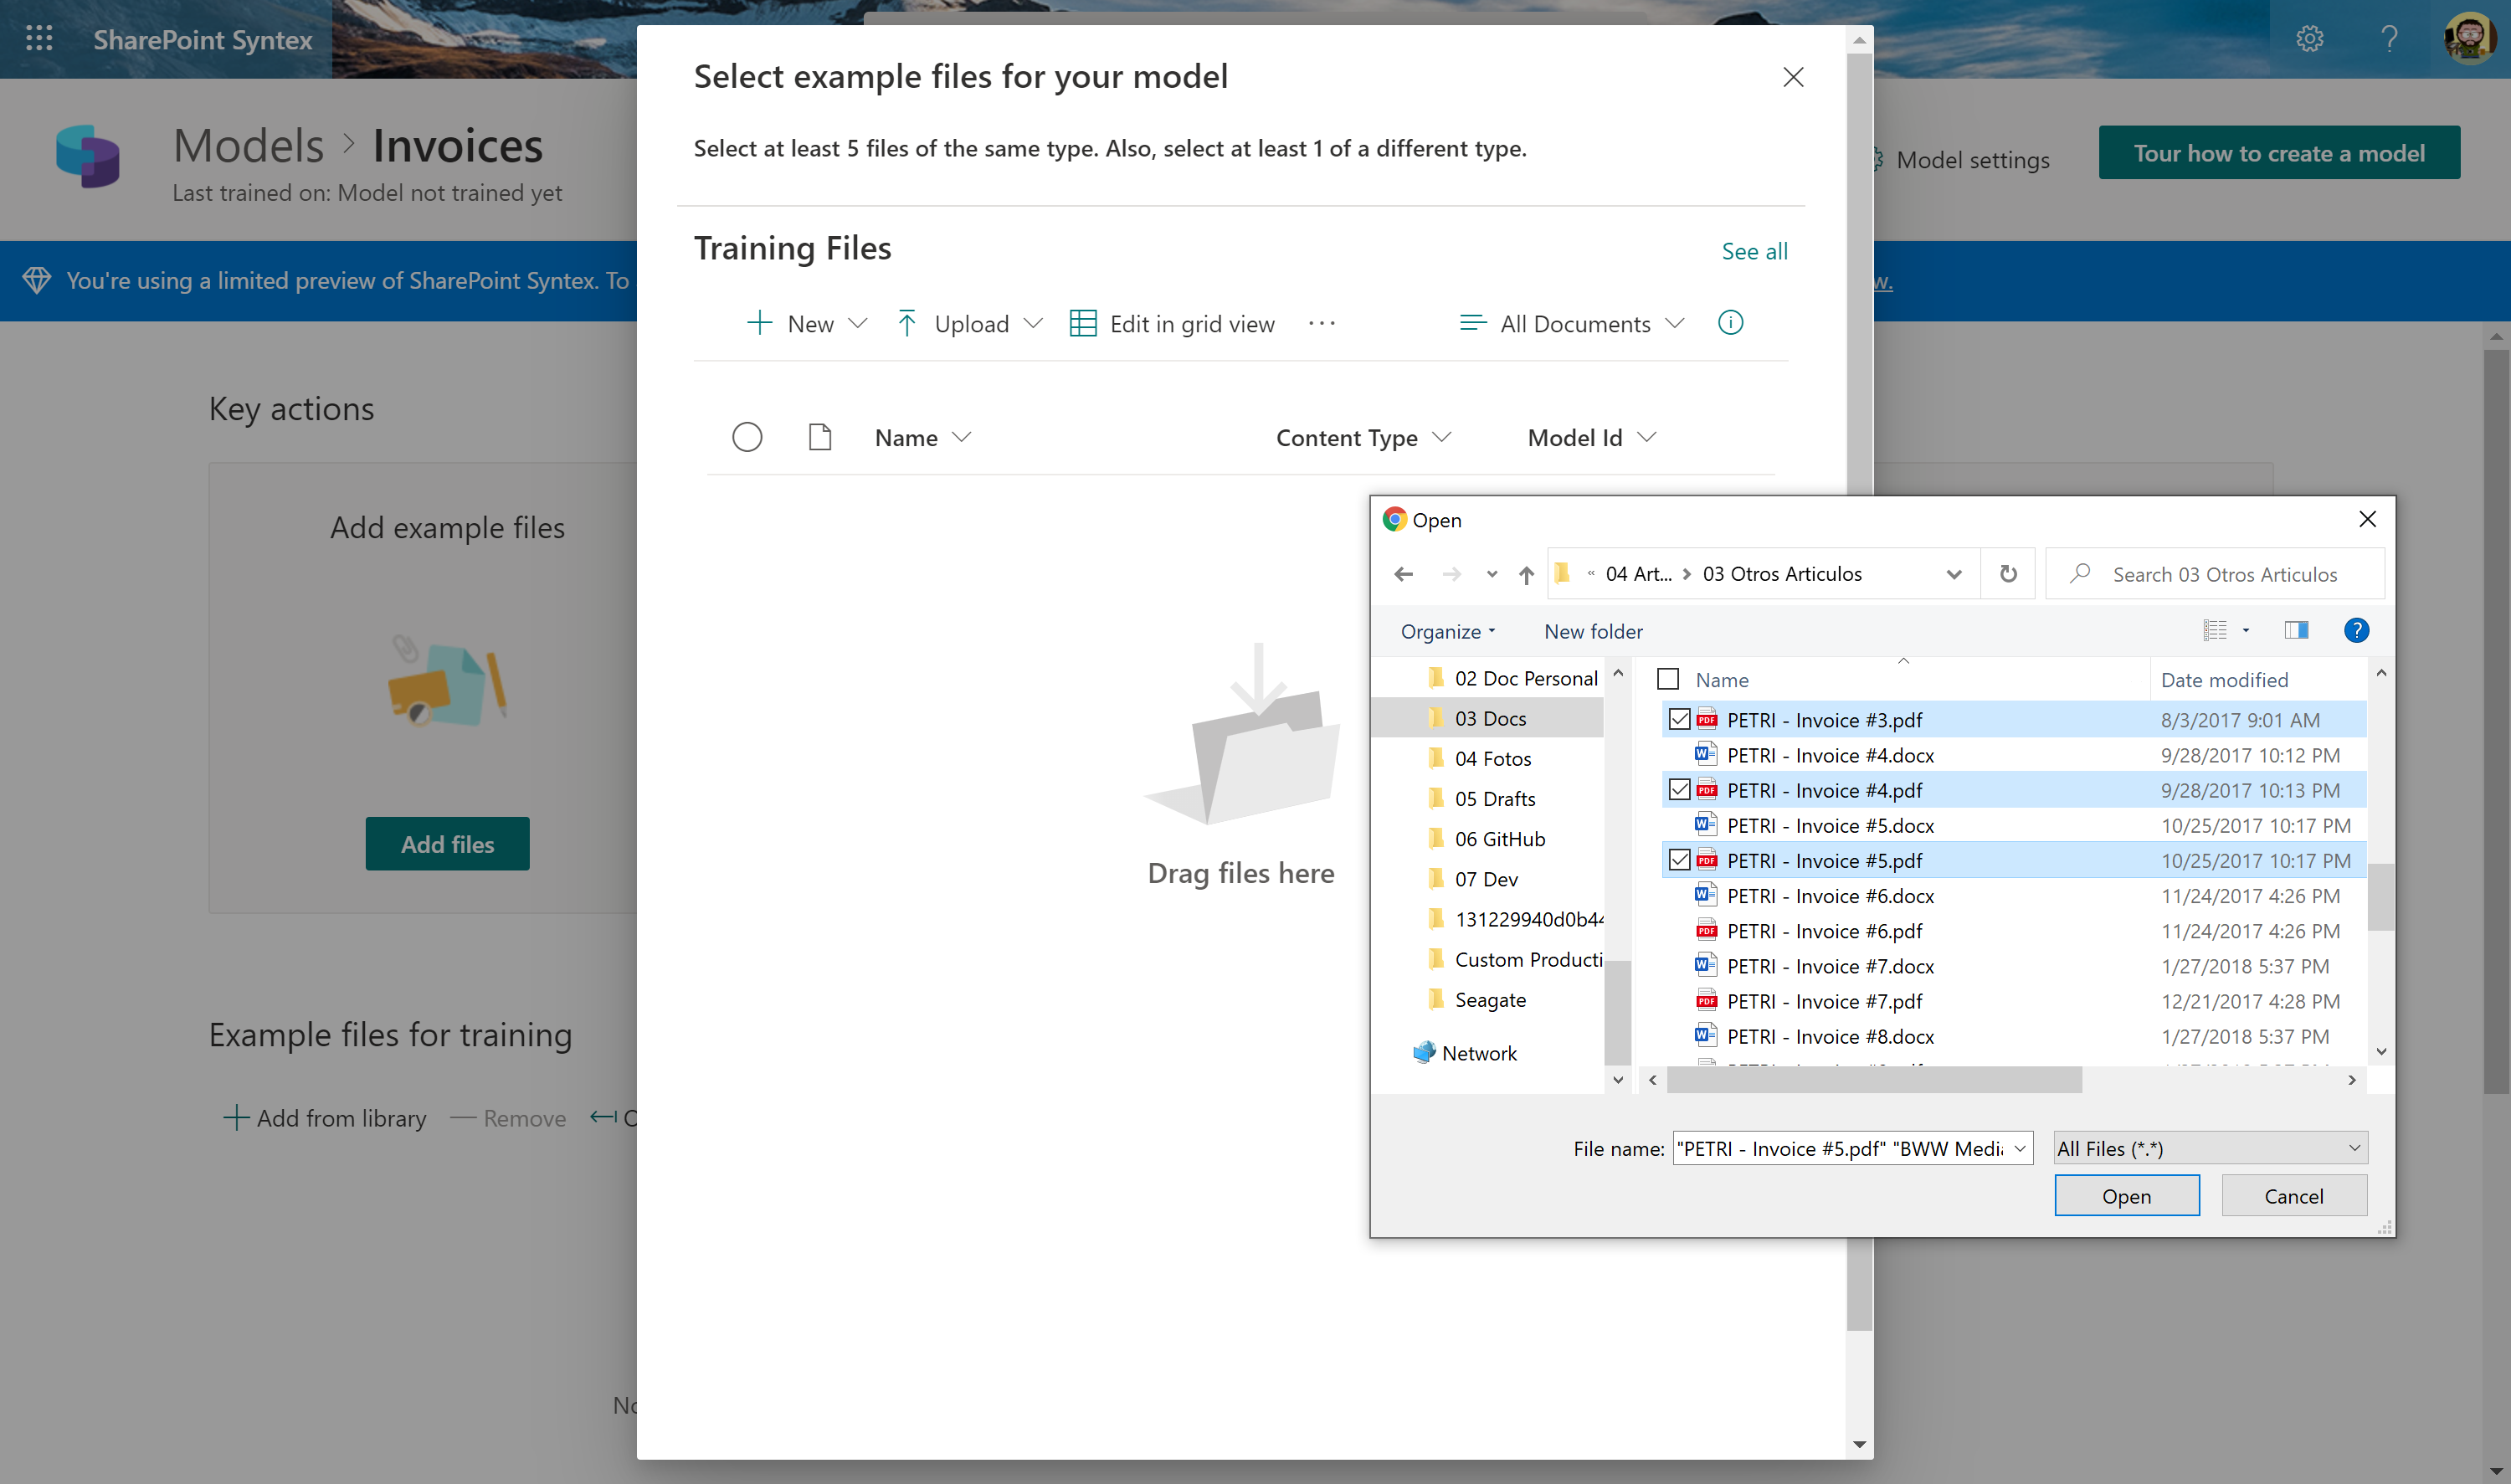 SharePoint Syntex
Models > Invoices
Last trained on: Model not trained yet
Model settings
Tour how to create a model
You're using a limited preview of SharePoint Syntex. To
w.
Key actions
Add example files
Add files
Example files for training
Add from library
Remove
Select example files for your model
Select at least 5 files of the same type. Also, select at least 1 of a different type.
Training Files
See all
New
Upload
Edit in grid view
All Documents
Name
Content Type
Model Id
Drag files here
Open
« 04 Art... > 03 Otros Articulos
Search 03 Otros Articulos
Organize
New folder
02 Doc Personal
03 Docs
04 Fotos
05 Drafts
06 GitHub
07 Dev
131229940d0b44
Custom Producti
Seagate
Network
Name
Date modified
PETRI - Invoice #3.pdf 8/3/2017 9:01 AM
PETRI - Invoice #4.docx 9/28/2017 10:12 PM
PETRI - Invoice #4.pdf 9/28/2017 10:13 PM
PETRI - Invoice #5.docx 10/25/2017 10:17 PM
PETRI - Invoice #5.pdf 10/25/2017 10:17 PM
PETRI - Invoice #6.docx 11/24/2017 4:26 PM
PETRI - Invoice #6.pdf 11/24/2017 4:26 PM
PETRI - Invoice #7.docx 1/27/2018 5:37 PM
PETRI - Invoice #7.pdf 12/21/2017 4:28 PM
PETRI - Invoice #8.docx 1/27/2018 5:37 PM
File name: "PETRI - Invoice #5.pdf" "BWW Media
All Files (*.*)
Open
Cancel